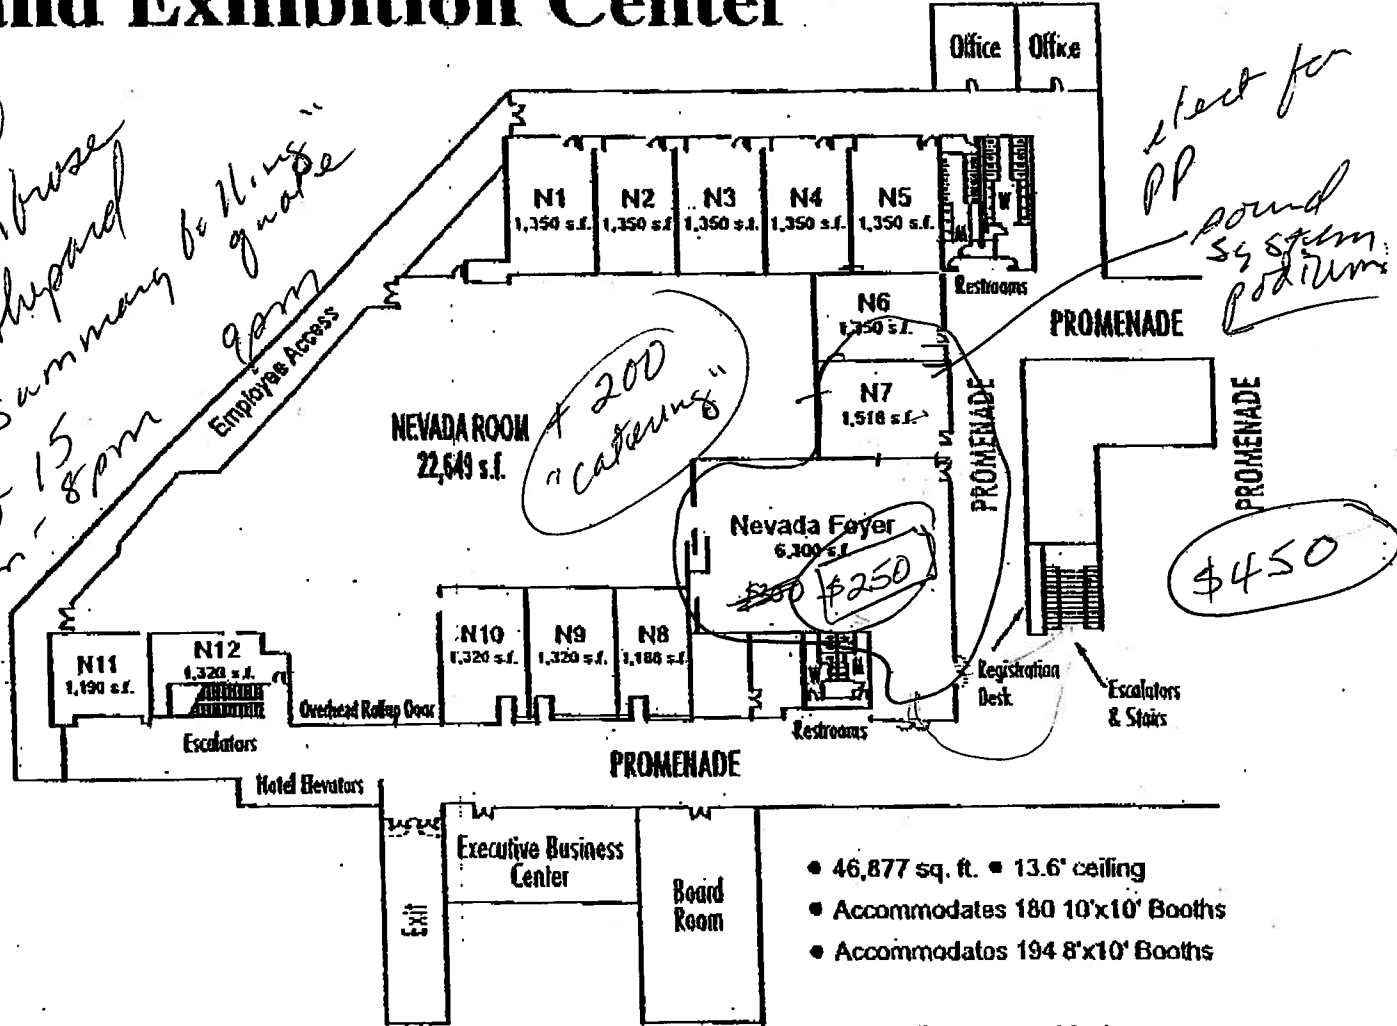 and Exhibition Center
Office
Office
elect for
PP
sound
system
podium
Summary
quote
9pm
15
8pm
Employee Access
N1
1,350 s.f.
N2
1,350 s.f.
N3
1,350 s.f.
N4
1,350 s.f.
N5
1,350 s.f.
M
W
Restrooms
N6
1,350 s.f.
N7
1,518 s.f.
PROMENADE
PROMENADE
PROMENADE
NEVADA ROOM
22,649 s.f.
+ 200
"catering"
Nevada Foyer
6,300 s.f.
$250
$450
N10
1,320 s.f.
N9
1,320 s.f.
N8
1,186 s.f.
N11
1,190 s.f.
N12
1,320 s.f.
W
M
Registration
Desk
Escalators
& Stairs
Overhead Rollup Door
Escalators
Restrooms
Hotel Elevators
PROMENADE
Executive Business
Center
Exit
Board
Room
• 46,877 sq. ft. • 13.6' ceiling
• Accommodates 180 10'x10' Booths
• Accommodates 194 8'x10' Booths